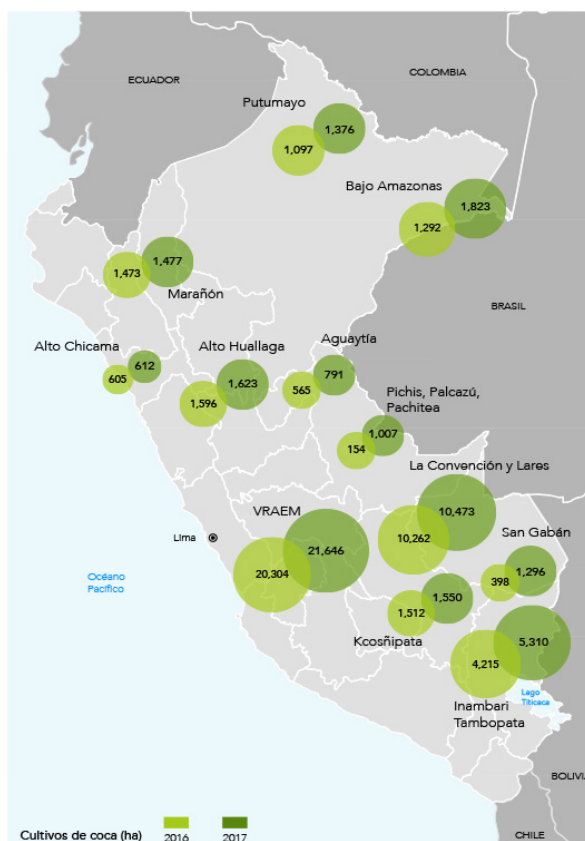 ECUADOR
COLOMBIA
Putumayo
1,376
1,097
Bajo Amazonas
1,823
1,292
1,477
1,473
Marañón
BRASIL
Alto Chicama
612
605
Alto Huallaga
1,623
1,596
Aguaytía
791
565
Pichis, Palcazú,
Pachitea
1,007
154
La Convención y Lares
10,473
10,262
VRAEM
21,646
20,304
Lima
San Gabán
1,296
398
Océano
Pacífico
1,550
1,512
Kcosñipata
5,310
4,215
Lago
Titicaca
Inambari
Tambopata
BOLIVIA
CHILE
Cultivos de coca (ha)
2016
2017